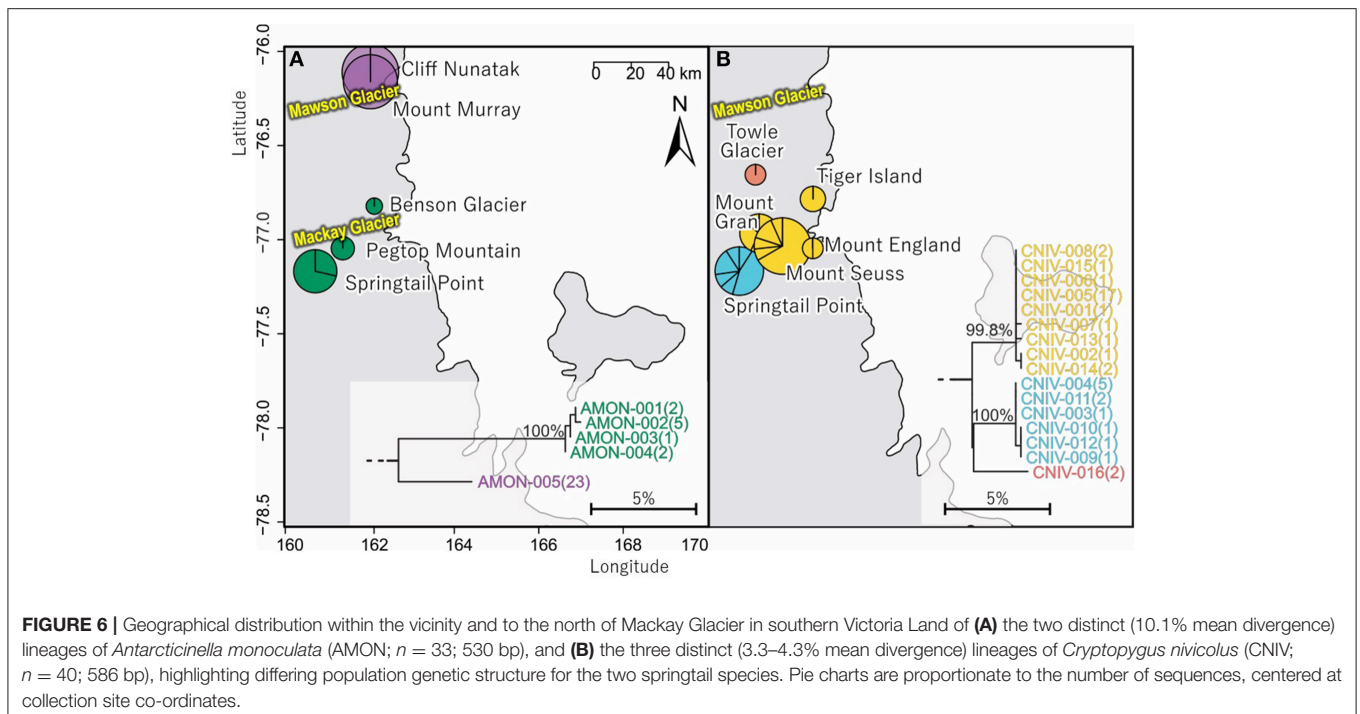 A
B
−76.0
−76.5
−77.0
−77.5
−78.0
−78.5
Latitude
160
162
164
166
168
170
Longitude
0 20 40 km
N
Cliff Nunatak
Mawson Glacier
Mount Murray
Benson Glacier
Mackay Glacier
Pegtop Mountain
Springtail Point
100%
AMON-001(2)
AMON-002(5)
AMON-003(1)
AMON-004(2)
AMON-005(23)
5%
Mawson Glacier
Towle
Glacier
Tiger Island
Mount
Gran
Mount England
Mount Seuss
Springtail Point
99.8%
CNIV-008(2)
CNIV-015(1)
CNIV-006(1)
CNIV-005(17)
CNIV-001(1)
CNIV-007(1)
CNIV-013(1)
CNIV-002(1)
CNIV-014(2)
100%
CNIV-004(5)
CNIV-011(2)
CNIV-003(1)
CNIV-010(1)
CNIV-012(1)
CNIV-009(1)
CNIV-016(2)
5%
FIGURE 6 | Geographical distribution within the vicinity and to the north of Mackay Glacier in southern Victoria Land of (A) the two distinct (10.1% mean divergence)
lineages of Antarcticinella monoculata (AMON; n = 33; 530 bp), and (B) the three distinct (3.3–4.3% mean divergence) lineages of Cryptopygus nivicolus (CNIV;
n = 40; 586 bp), highlighting differing population genetic structure for the two springtail species. Pie charts are proportionate to the number of sequences, centered at
collection site co-ordinates.